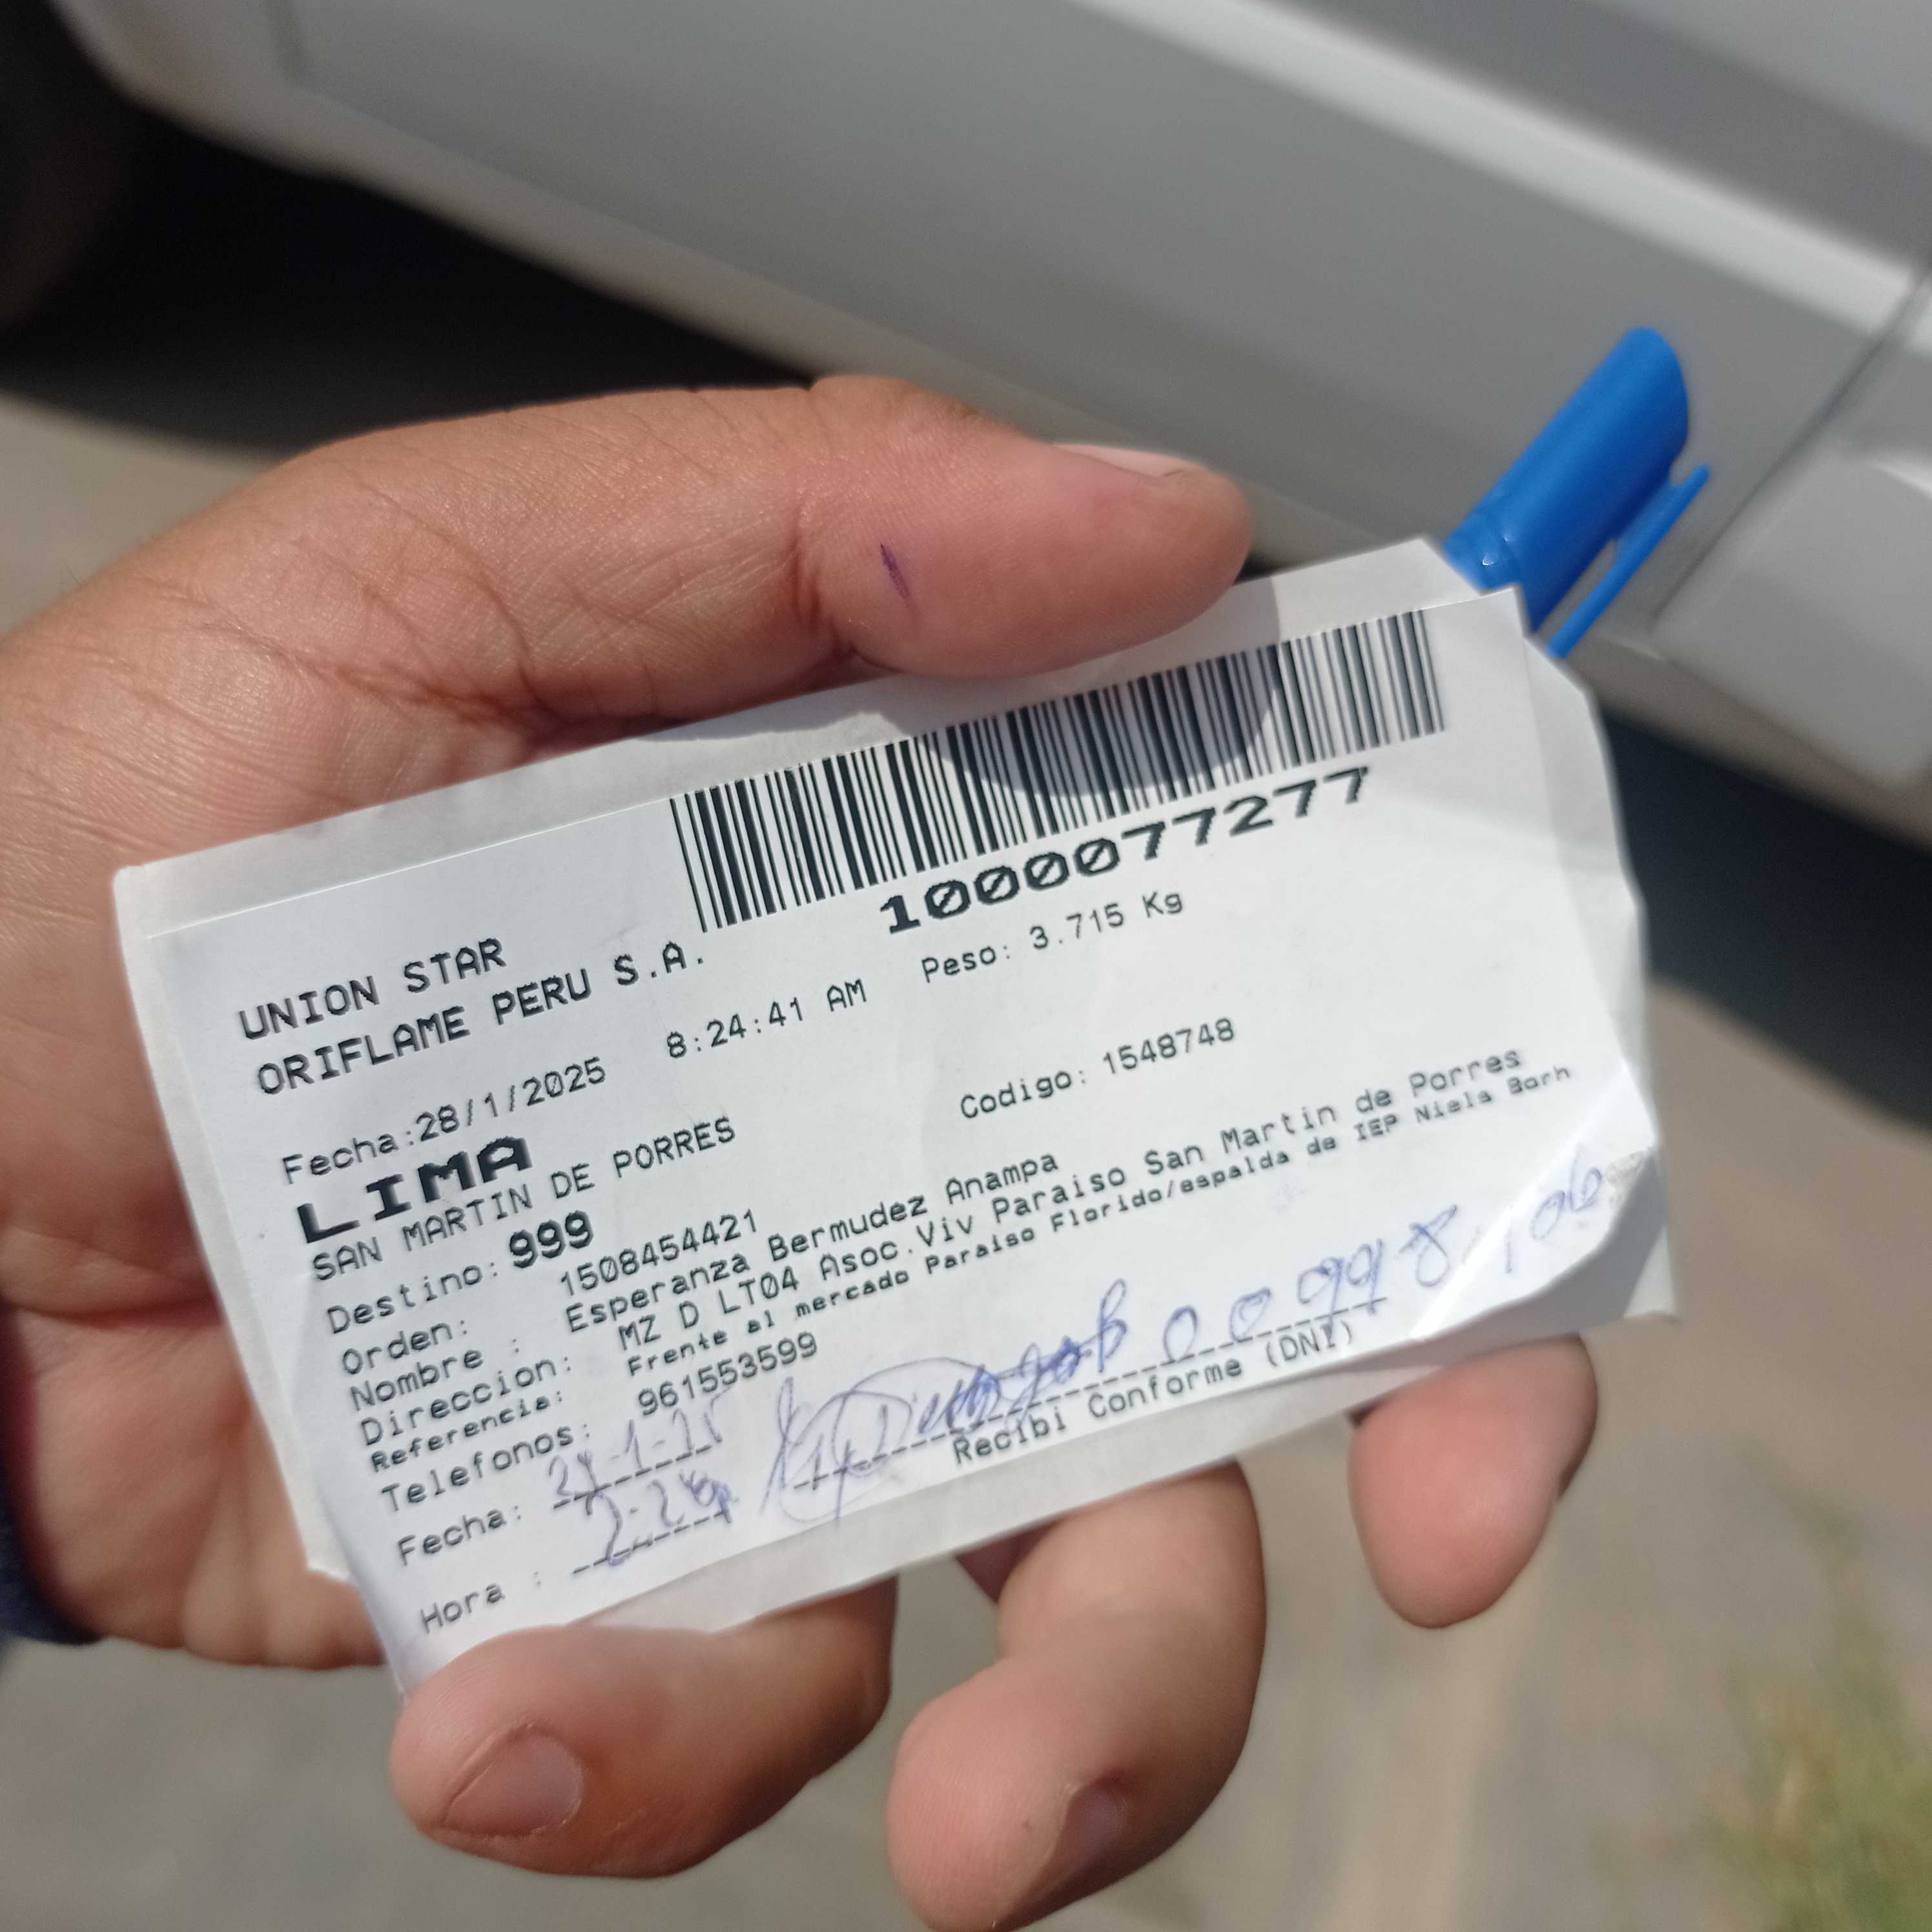 1000077277
UNION STAR
ORIFLAME PERU S.A.
Fecha:28/1/2025 8:24:41 AM Peso: 3.715 Kg
LIMA
SAN MARTIN DE PORRES Codigo: 1548748
Destino: 999
Orden: 1508454421
Nombre : Esperanza Bermudez Anampa
Direccion: MZ D LT04 Asoc.Viv Paraiso San Martin de Porres
Referencia: Frente al mercado Paraiso Florido/espalda de IEP Niels Borh
Telefonos: 961553599
Fecha:
Hora :
Recibi Conforme (DNI)